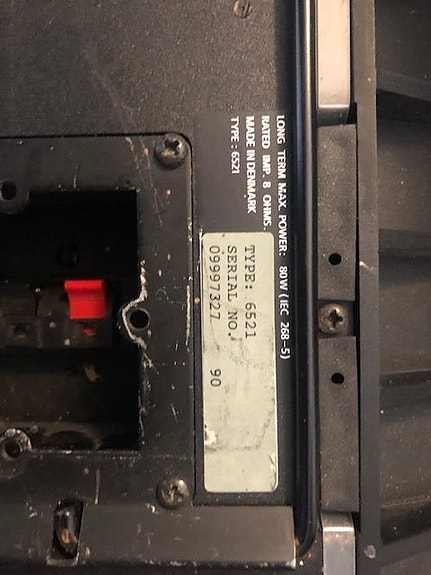 LONG TERM MAX. POWER: 80W (IEC 268-5)
RATED IMP. 8 OHMS.
MADE IN DENMARK
TYPE: 6521
TYPE: 6521
SERIAL NO.
09997327 90